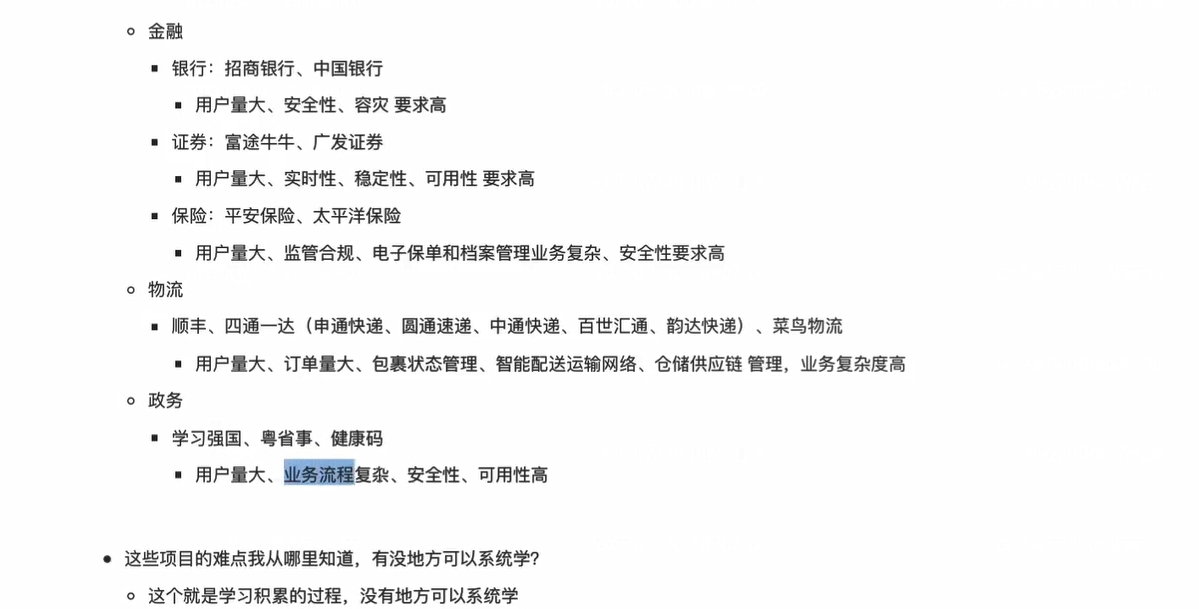 金融
银行：招商银行、中国银行
用户量大、安全性、容灾 要求高
证券：富途牛牛、广发证券
用户量大、实时性、稳定性、可用性 要求高
保险：平安保险、太平洋保险
用户量大、监管合规、电子保单和档案管理业务复杂、安全性要求高
物流
顺丰、四通一达（申通快递、圆通速递、中通快递、百世汇通、韵达快递）、菜鸟物流
用户量大、订单量大、包裹状态管理、智能配送运输网络、仓储供应链 管理，业务复杂度高
政务
学习强国、粤省事、健康码
用户量大、业务流程复杂、安全性、可用性高
这些项目的难点我从哪里知道，有没地方可以系统学？
这个就是学习积累的过程，没有地方可以系统学